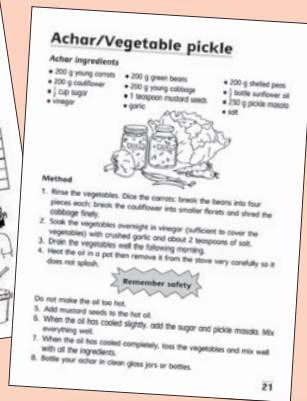 Achar/Vegetable pickle
Achar ingredients
• 200 g young carrots
• 200 g cauliflower
• ½ cup sugar
• vinegar
• 200 g green beans
• 200 g young cabbage
• 1 teaspoon mustard seeds
• garlic
• 200 g shelled peas
• bottle sunflower oil
• 250 g pickle masala
• salt
Method
1. Rinse the vegetables. Dice the carrots; break the beans into four
pieces each; break the cauliflower into smaller florets and shred the
cabbage finely.
2. Soak the vegetables overnight in vinegar (sufficient to cover the
vegetables) with crushed garlic and about 2 teaspoons of salt.
3. Drain the vegetables well the following morning.
4. Heat the oil in a pot then remove it from the stove very carefully so it
does not splash.
Remember safety
Do not make the oil too hot.
5. Add mustard seeds to the hot oil.
6. When the oil has cooled slightly, add the sugar and pickle masala. Mix
everything well.
7. When the oil has cooled completely, toss the vegetables and mix well
with all the ingredients.
8. Bottle your achar in clean glass jars or bottles.
21